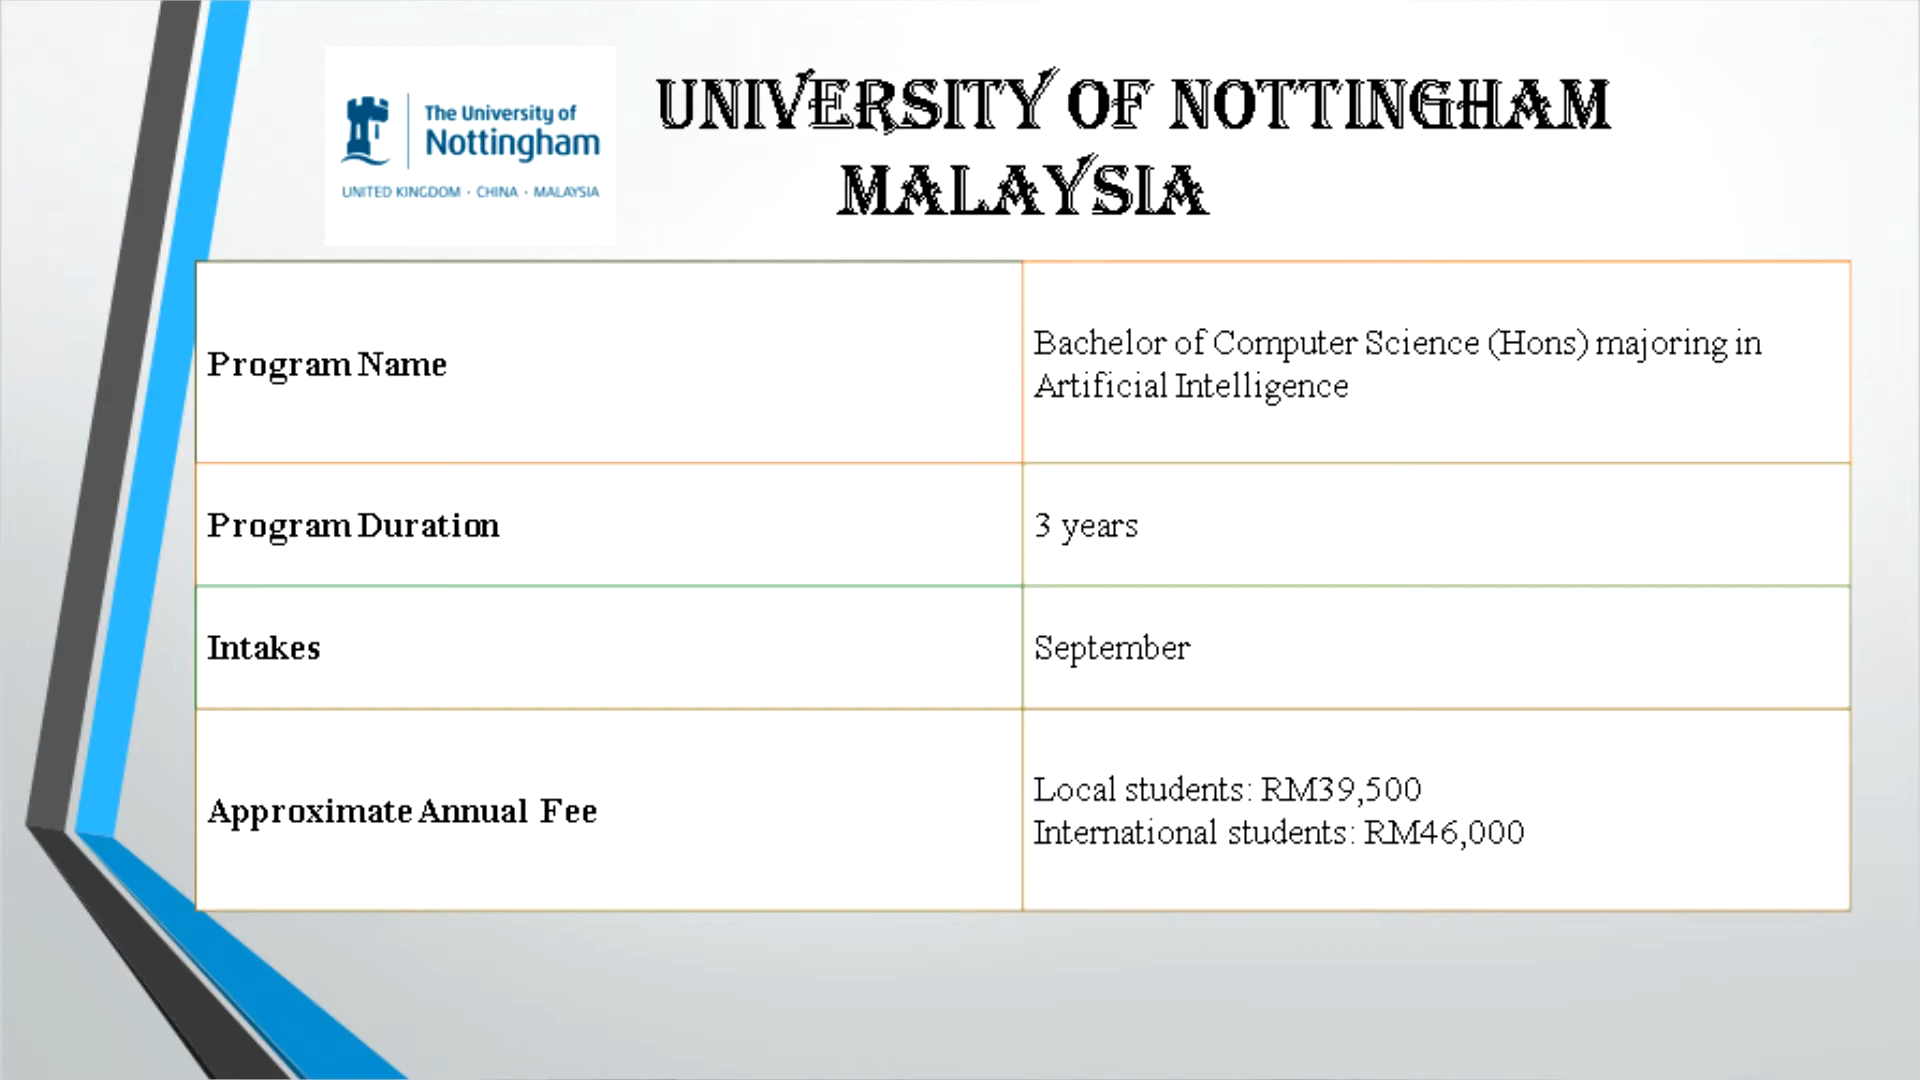 The University of
Nottingham
UNITED KINGDOM · CHINA · MALAYSIA
UNIVERSITY OF NOTTINGHAM
MALAYSIA
Program Name
Bachelor of Computer Science (Hons) majoring in
Artificial Intelligence
Program Duration
3 years
Intakes
September
Approximate Annual Fee
Local students: RM39,500
International students: RM46,000